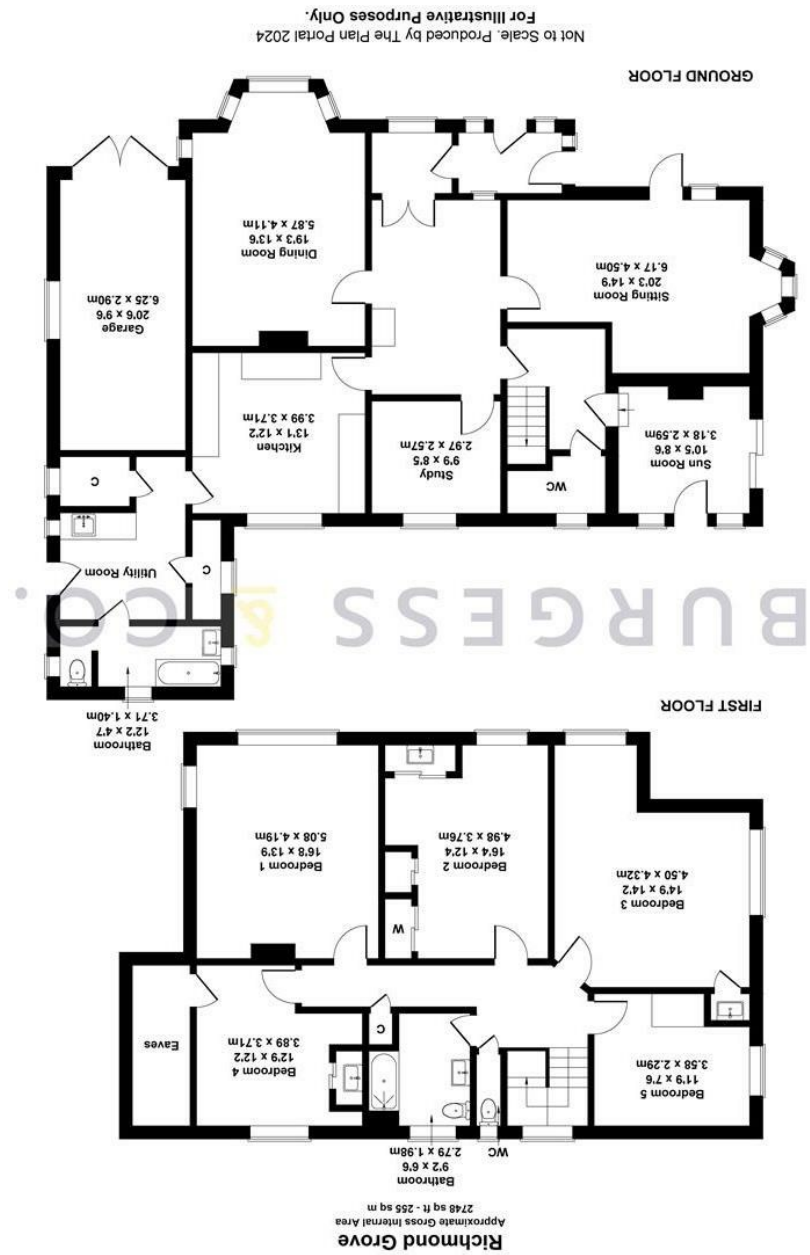 Richmond Grove
Approximate Gross Internal Area
2748 sq ft - 255 sq m
Bathroom
9'2 x 6'6
2.79 x 1.98m
WC
Bedroom 5
11'9 x 7'6
3.58 x 2.29m
Bedroom 4
12'9 x 12'2
3.89 x 3.71m
Eaves
C
W
Bedroom 3
14'9 x 14'2
4.50 x 4.32m
Bedroom 2
16'4 x 12'4
4.98 x 3.76m
Bedroom 1
16'8 x 13'9
5.08 x 4.19m
FIRST FLOOR
Bathroom
12'2 x 4'7
3.71 x 1.40m
BURGESS & CO.
Utility Room
C
C
Sun Room
10'5 x 8'6
3.18 x 2.59m
WC
Study
9'9 x 8'5
2.97 x 2.57m
Kitchen
13'1 x 12'2
3.99 x 3.71m
Sitting Room
20'3 x 14'9
6.17 x 4.50m
Dining Room
19'3 x 13'6
5.87 x 4.11m
Garage
20'6 x 9'6
6.25 x 2.90m
GROUND FLOOR
Not to Scale. Produced by The Plan Portal 2024
For Illustrative Purposes Only.